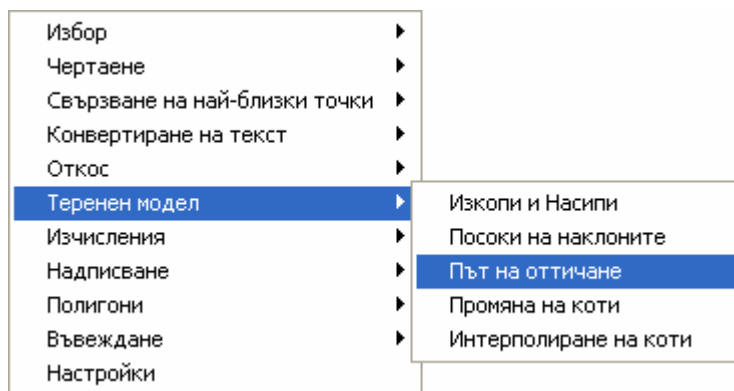 Избор
Чертаене
Свързване на най-близки точки
Конвертиране на текст
Откос
Теренен модел
Изчисления
Надписване
Полигони
Въвеждане
Настройки
Изкопи и Насипи
Посоки на наклоните
Път на оттичане
Промяна на коти
Интерполиране на коти